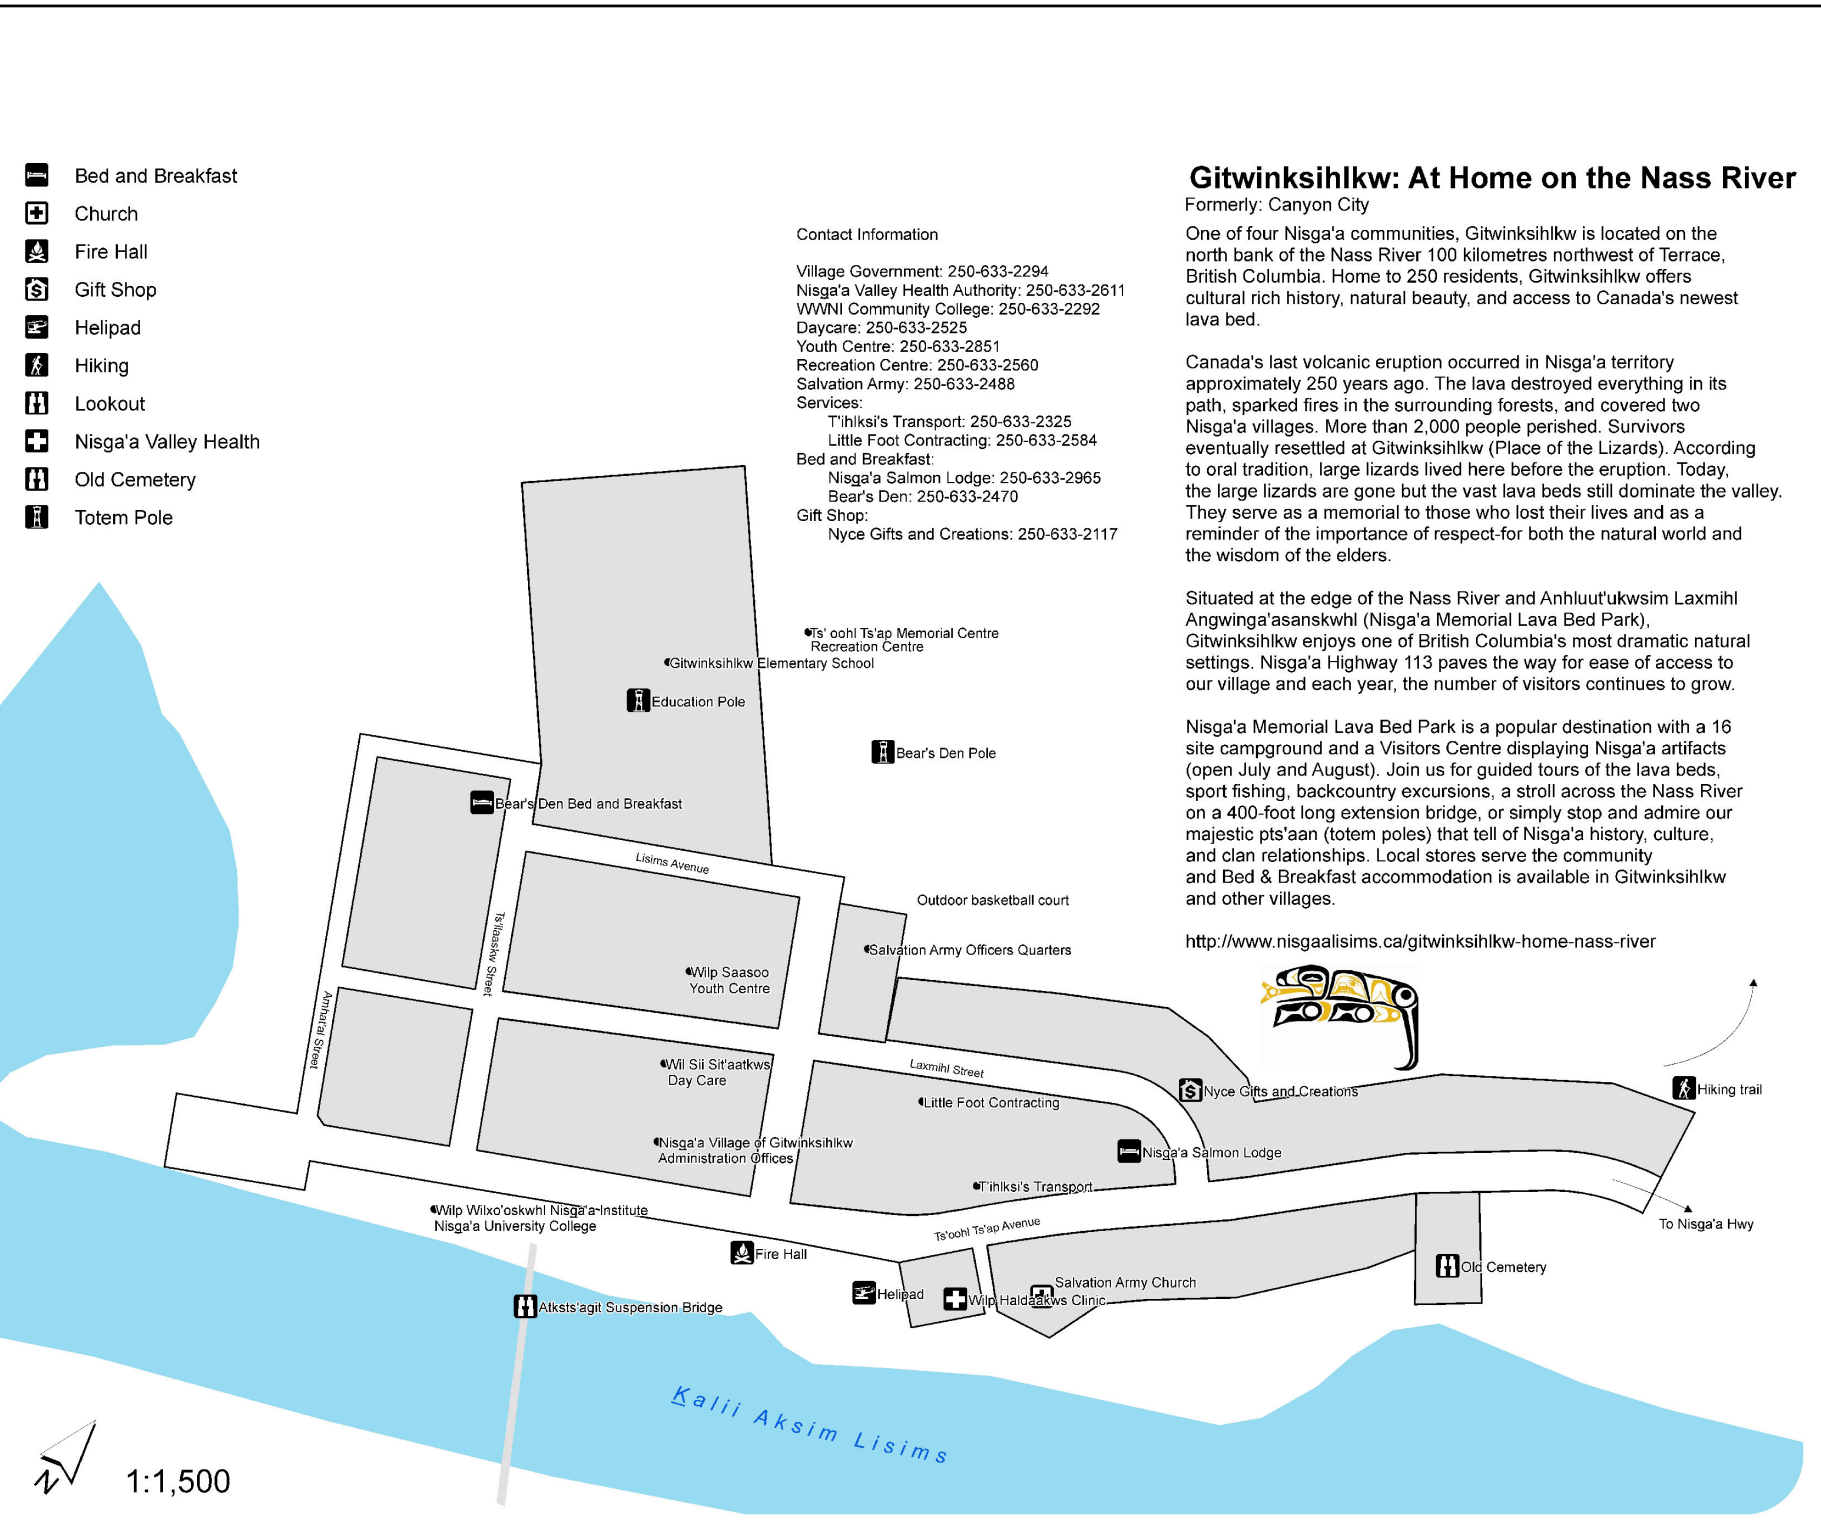 Bed and Breakfast
Church
Fire Hall
Gift Shop
Helipad
Hiking
Lookout
Nisga'a Valley Health
Old Cemetery
Totem Pole
Contact Information
Village Government: 250-633-2294
Nisga'a Valley Health Authority: 250-633-2611
WWNI Community College: 250-633-2292
Daycare: 250-633-2525
Youth Centre: 250-633-2851
Recreation Centre: 250-633-2560
Salvation Army: 250-633-2488
Services:
T'ihlksi's Transport: 250-633-2325
Little Foot Contracting: 250-633-2584
Bed and Breakfast:
Nisga'a Salmon Lodge: 250-633-2965
Bear's Den: 250-633-2470
Gift Shop:
Nyce Gifts and Creations: 250-633-2117
Gitwinksihlkw: At Home on the Nass River
Formerly: Canyon City
One of four Nisga'a communities, Gitwinksihlkw is located on the
north bank of the Nass River 100 kilometres northwest of Terrace,
British Columbia. Home to 250 residents, Gitwinksihlkw offers
cultural rich history, natural beauty, and access to Canada's newest
lava bed.
Canada's last volcanic eruption occurred in Nisga'a territory
approximately 250 years ago. The lava destroyed everything in its
path, sparked fires in the surrounding forests, and covered two
Nisga'a villages. More than 2,000 people perished. Survivors
eventually resettled at Gitwinksihlkw (Place of the Lizards). According
to oral tradition, large lizards lived here before the eruption. Today,
the large lizards are gone but the vast lava beds still dominate the valley.
They serve as a memorial to those who lost their lives and as a
reminder of the importance of respect-for both the natural world and
the wisdom of the elders.
Situated at the edge of the Nass River and Anhluut'ukwsim Laxmihl
Angwinga'asanskwhl (Nisga'a Memorial Lava Bed Park),
Gitwinksihlkw enjoys one of British Columbia's most dramatic natural
settings. Nisga'a Highway 113 paves the way for ease of access to
our village and each year, the number of visitors continues to grow.
Nisga'a Memorial Lava Bed Park is a popular destination with a 16
site campground and a Visitors Centre displaying Nisga'a artifacts
(open July and August). Join us for guided tours of the lava beds,
sport fishing, backcountry excursions, a stroll across the Nass River
on a 400-foot long extension bridge, or simply stop and admire our
majestic pts'aan (totem poles) that tell of Nisga'a history, culture,
and clan relationships. Local stores serve the community
and Bed & Breakfast accommodation is available in Gitwinksihlkw
and other villages.
http://www.nisgaalisims.ca/gitwinksihlkw-home-nass-river
Ts' oohl Ts'ap Memorial Centre
Recreation Centre
Gitwinksihlkw Elementary School
Education Pole
Bear's Den Pole
Bear's Den Bed and Breakfast
Lisims Avenue
Outdoor basketball court
Ts'ilaaskw Street
Salvation Army Officers Quarters
Wilp Saasoo
Youth Centre
Amhat'al Street
Wil Sii Sit'aatkws
Day Care
Laxmihl Street
Little Foot Contracting
Nyce Gifts and Creations
Hiking trail
Nisga'a Village of Gitwinksihlkw
Administration Offices
Nisga'a Salmon Lodge
T'ihlksi's Transport
Wilp Wilxo'oskwhl Nisga'a Institute
Nisga'a University College
Ts'oohl Ts'ap Avenue
To Nisga'a Hwy
Fire Hall
Old Cemetery
Helipad
Salvation Army Church
Wilp Haldaakws Clinic
Atksts'agit Suspension Bridge
K̲alii Aksim Lisims
N
1:1,500